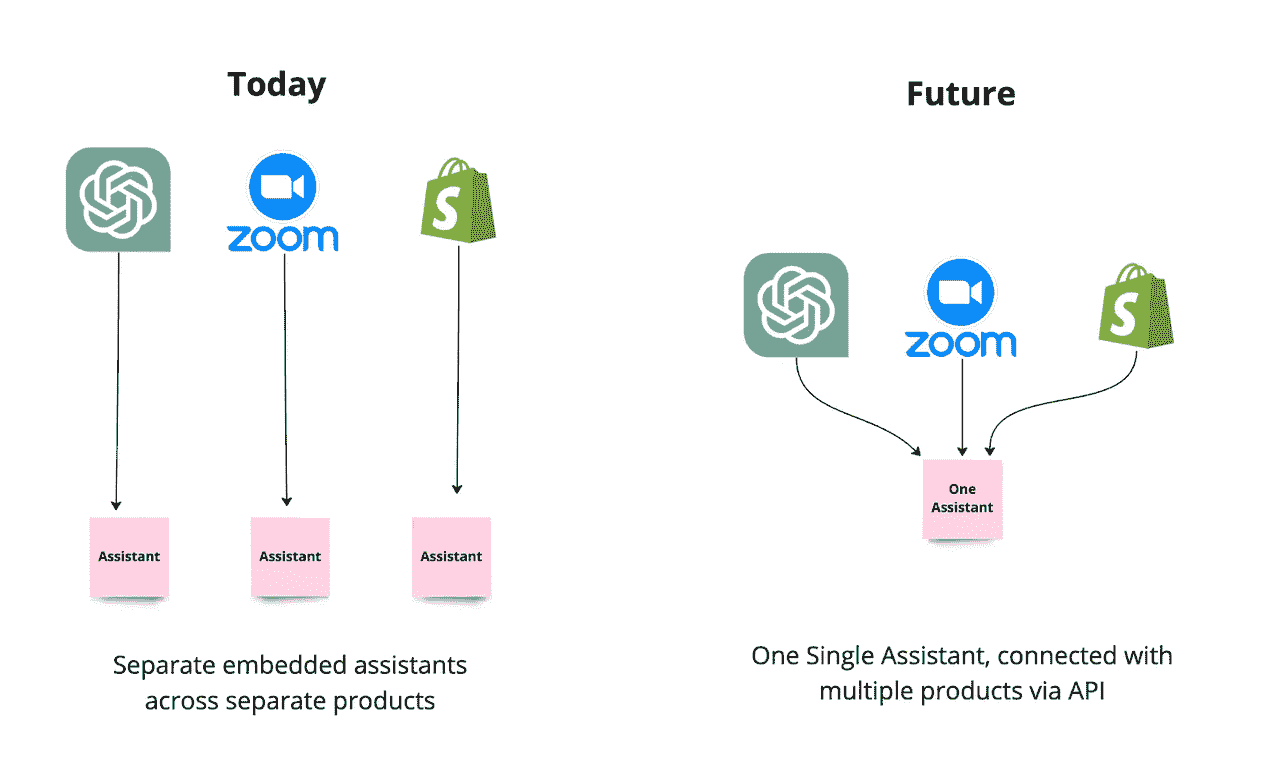 Today
zoom
S
Assistant
Assistant
Assistant
Separate embedded assistants
across separate products
Future
zoom
S
One
Assistant
One Single Assistant, connected with
multiple products via API